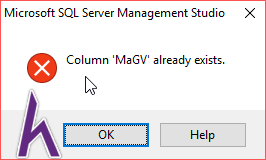 Microsoft SQL Server Management Studio
Column 'MaGV' already exists.
OK
Help